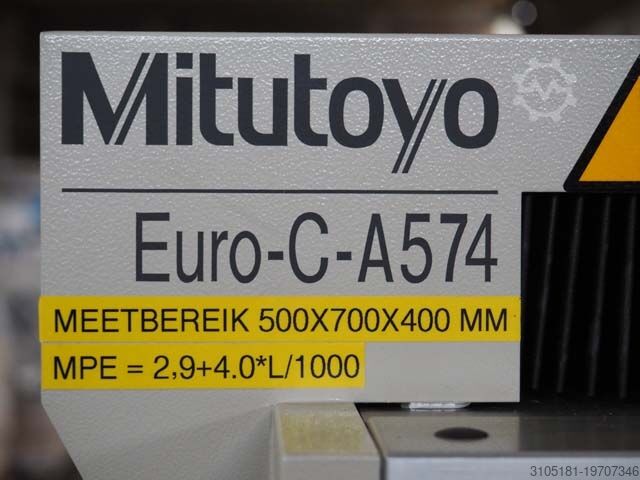 Mitutoyo
Euro-C-A574
MEETBEREIK 500X700X400 MM
MPE = 2,9+4.0*L/1000
3105181-19707346